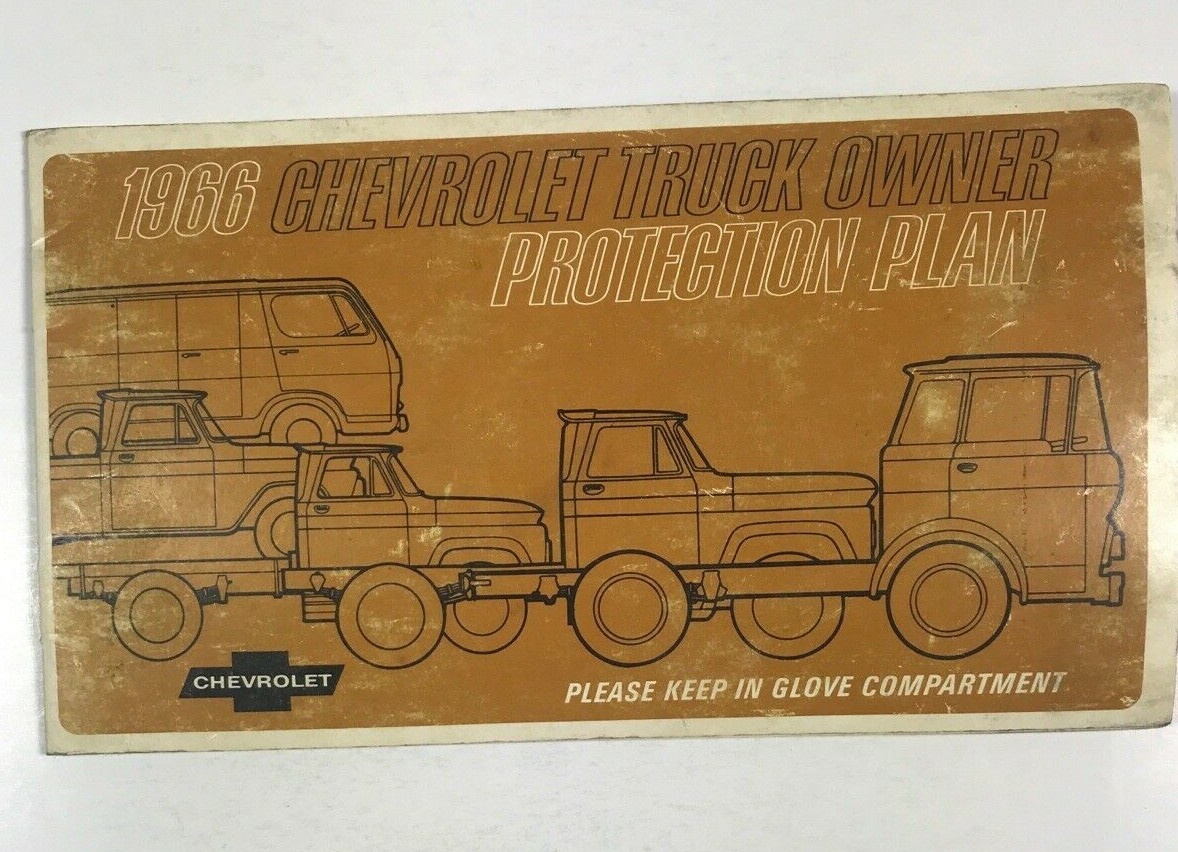 1966 CHEVROLET TRUCK OWNER
PROTECTION PLAN
CHEVROLET
PLEASE KEEP IN GLOVE COMPARTMENT